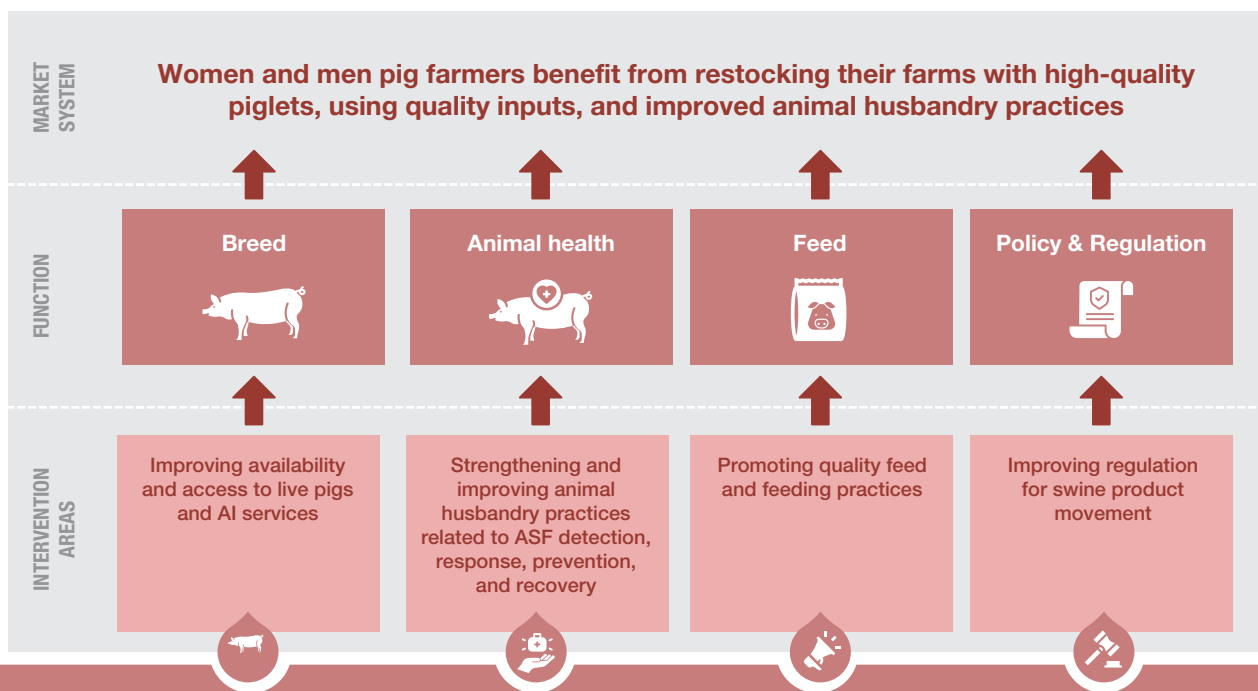 MARKET
SYSTEM
Women and men pig farmers benefit from restocking their farms with high-quality
piglets, using quality inputs, and improved animal husbandry practices
FUNCTION
Breed
Animal health
Feed
Policy & Regulation
INTERVENTION
AREAS
Improving availability
and access to live pigs
and AI services
Strengthening and
improving animal
husbandry practices
related to ASF detection,
response, prevention,
and recovery
Promoting quality feed
and feeding practices
Improving regulation
for swine product
movement